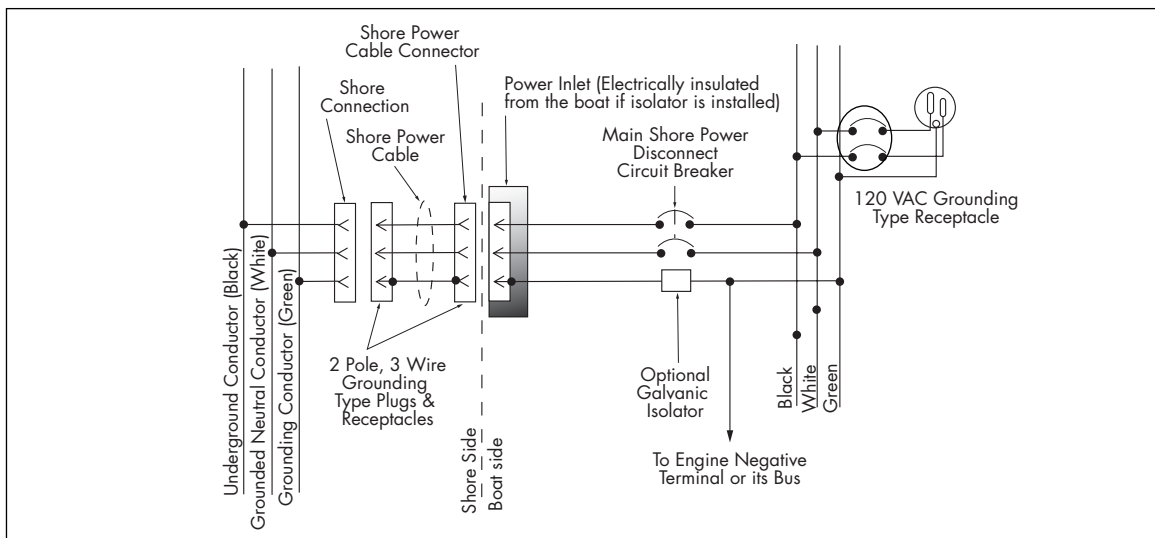 Shore Power
Cable Connector
Shore
Connection
Shore Power
Cable
Power Inlet (Electrically insulated
from the boat if isolator is installed)
Main Shore Power
Disconnect
Circuit Breaker
120 VAC Grounding
Type Receptacle
Underground Conductor (Black)
Grounded Neutral Conductor (White)
Grounding Conductor (Green)
2 Pole, 3 Wire
Grounding
Type Plugs &
Receptacles
Shore Side
Boat side
Optional
Galvanic
Isolator
To Engine Negative
Terminal or its Bus
Black
White
Green